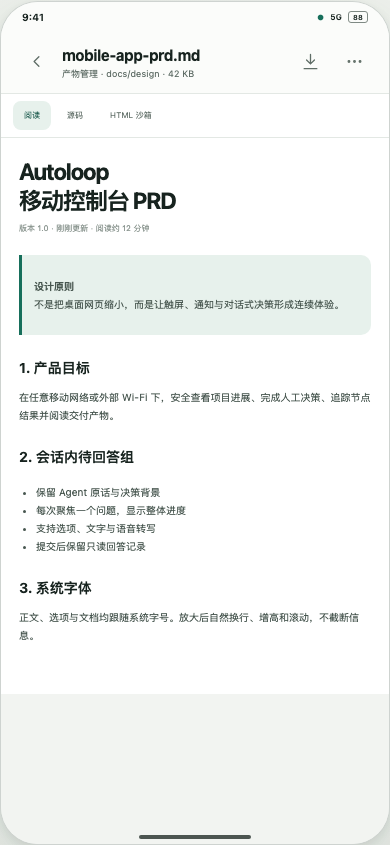 9:41
5G
88
mobile-app-prd.md
产物管理 · docs/design · 42 KB
阅读
源码
HTML 沙箱
Autoloop
移动控制台 PRD
版本 1.0 · 刚刚更新 · 阅读约 12 分钟
设计原则
不是把桌面网页缩小，而是让触屏、通知与对话式决策形成连续体验。
1. 产品目标
在任意移动网络或外部 Wi-Fi 下，安全查看项目进展、完成人工决策、追踪节点
结果并阅读交付产物。
2. 会话内待回答组
• 保留 Agent 原话与决策背景
• 每次聚焦一个问题，显示整体进度
• 支持选项、文字与语音转写
• 提交后保留只读回答记录
3. 系统字体
正文、选项与文档均跟随系统字号。放大后自然换行、增高和滚动，不截断信
息。